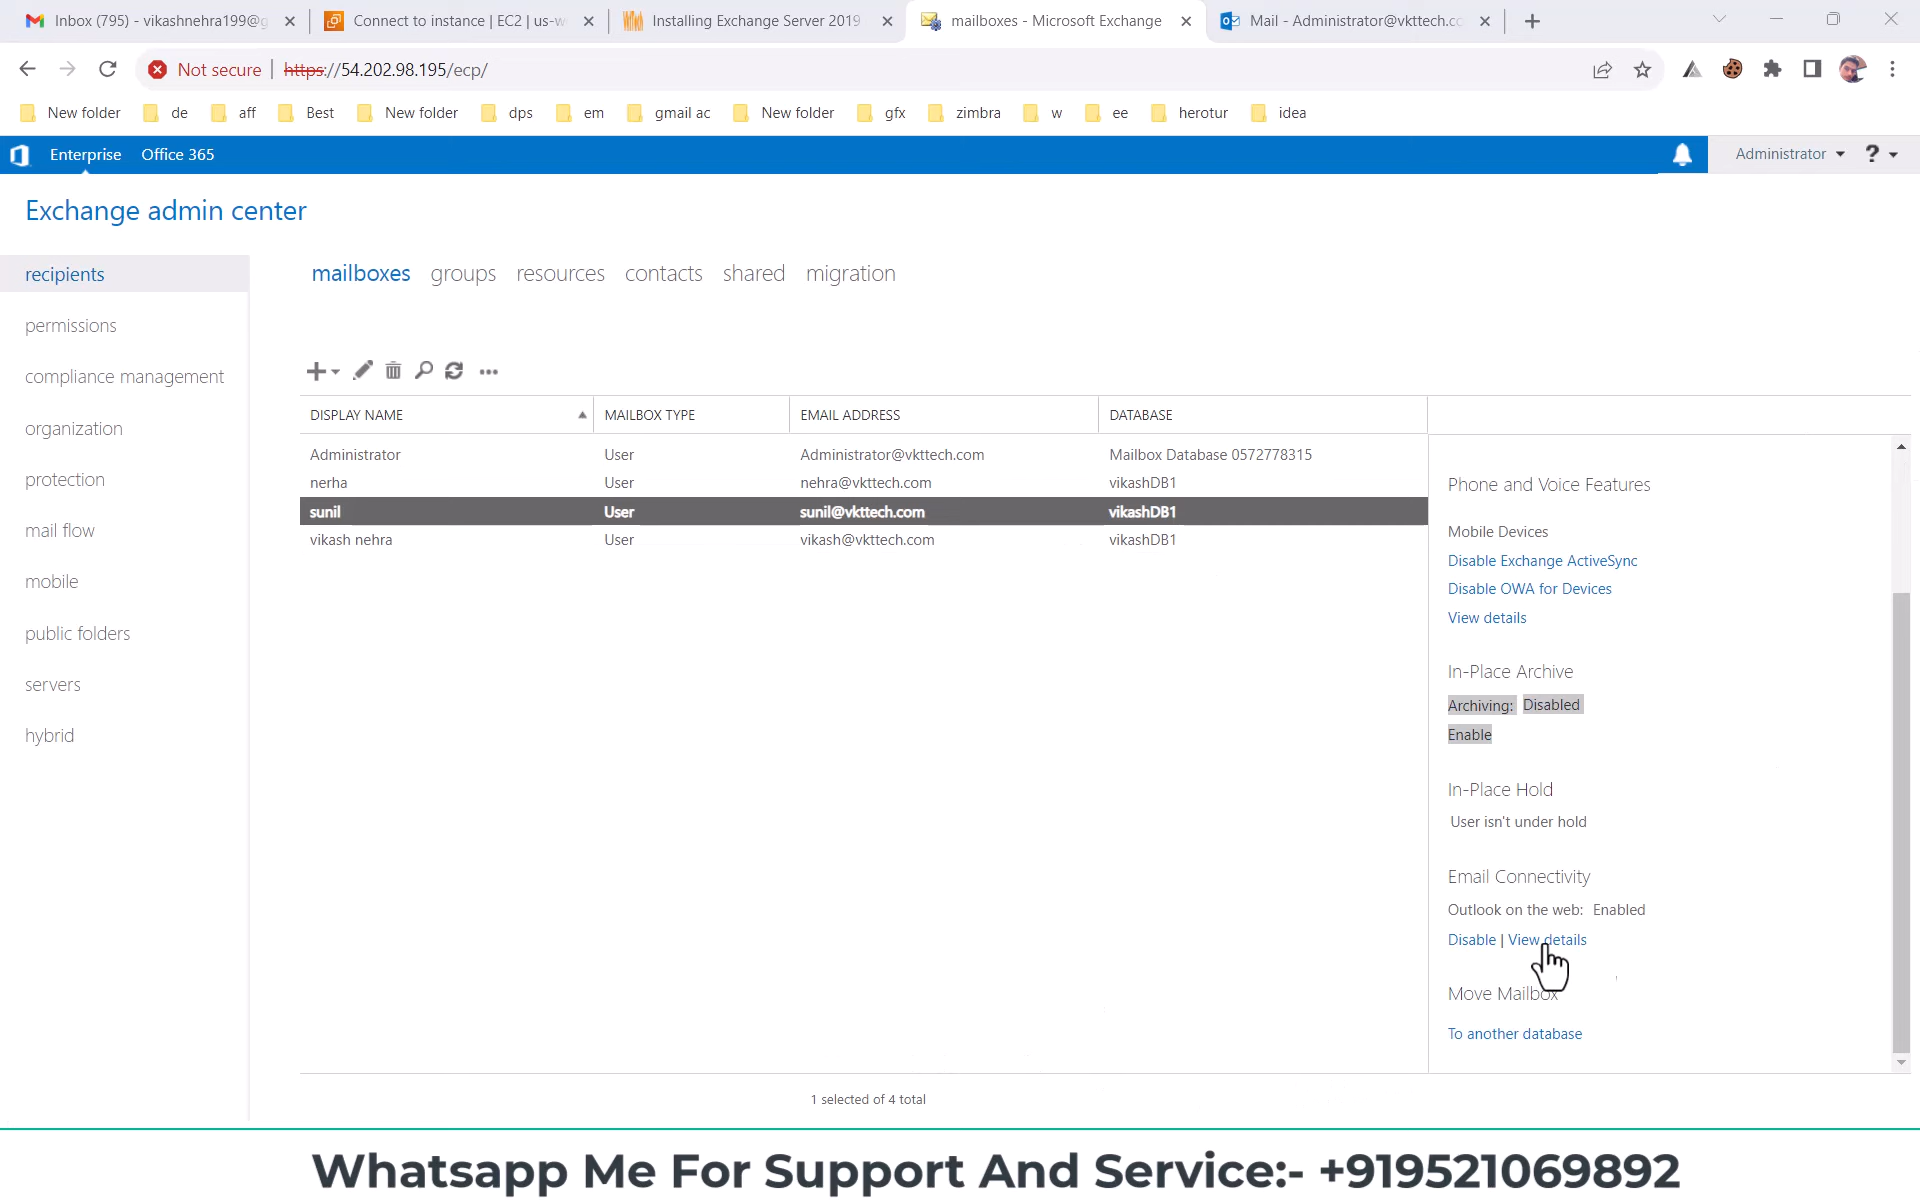 Inbox (795) - vikashnehra199@g
Connect to instance | EC2 | us-w
Installing Exchange Server 2019
mailboxes - Microsoft Exchange
Mail - Administrator@vkttech.co
Not secure | https://54.202.98.195/ecp/
New folder de aff Best New folder dps em gmail ac New folder gfx zimbra w ee herotur idea
Enterprise Office 365 Administrator ?
Exchange admin center
recipients
permissions
compliance management
organization
protection
mail flow
mobile
public folders
servers
hybrid
mailboxes groups resources contacts shared migration
DISPLAY NAME MAILBOX TYPE EMAIL ADDRESS DATABASE
Administrator User Administrator@vkttech.com Mailbox Database 0572778315
nerha User nehra@vkttech.com vikashDB1
sunil User sunil@vkttech.com vikashDB1
vikash nehra User vikash@vkttech.com vikashDB1
Phone and Voice Features
Mobile Devices
Disable Exchange ActiveSync
Disable OWA for Devices
View details
In-Place Archive
Archiving: Disabled
Enable
In-Place Hold
User isn't under hold
Email Connectivity
Outlook on the web: Enabled
Disable | View details
Move Mailbox
To another database
1 selected of 4 total
Whatsapp Me For Support And Service:- +919521069892